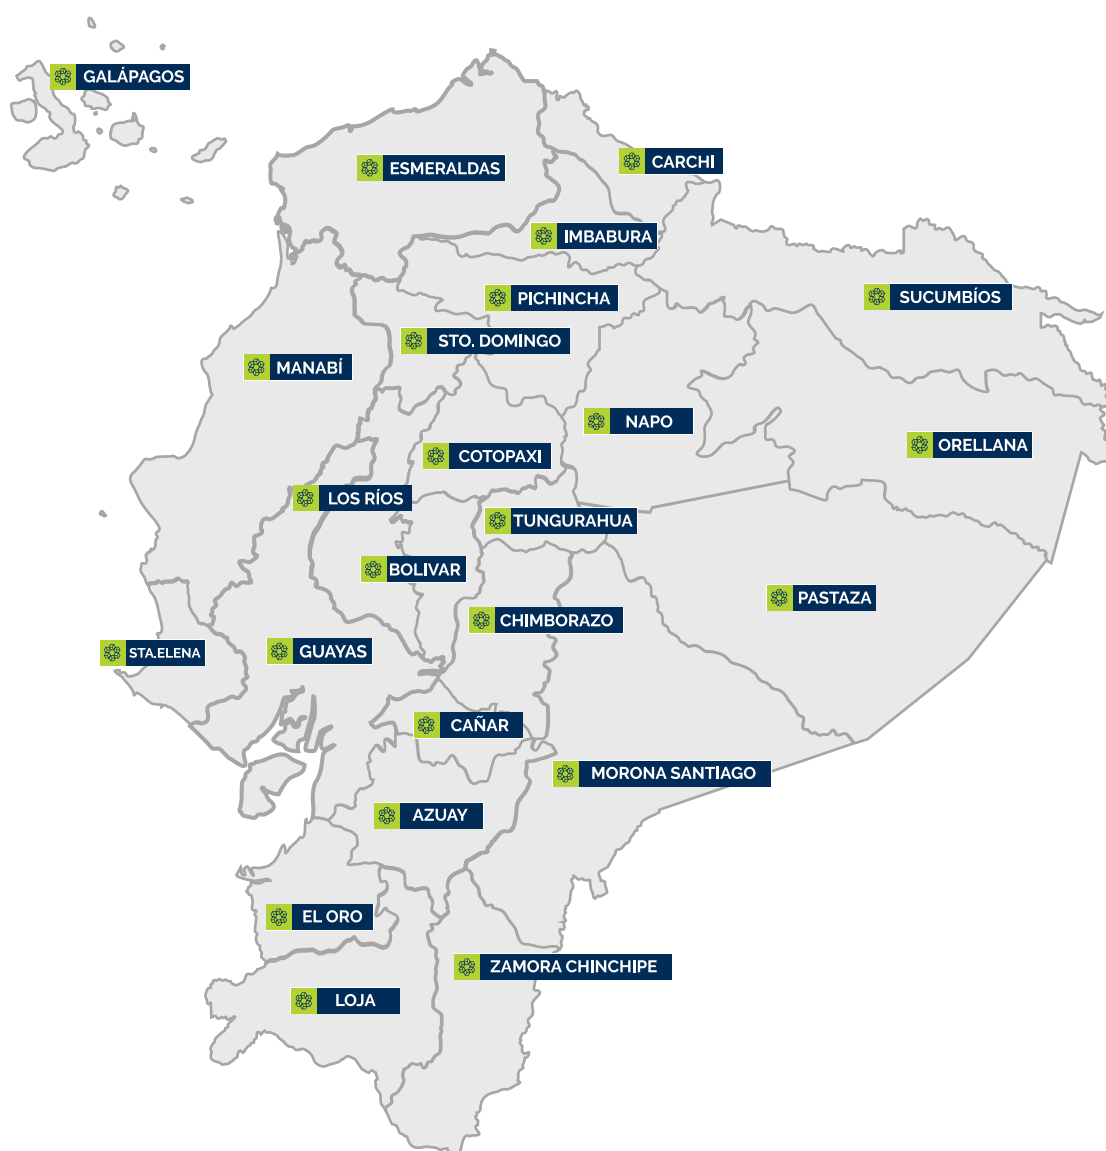 GALÁPAGOS
ESMERALDAS
CARCHI
IMBABURA
PICHINCHA
SUCUMBÍOS
STO. DOMINGO
MANABÍ
NAPO
ORELLANA
COTOPAXI
LOS RÍOS
TUNGURAHUA
BOLIVAR
PASTAZA
CHIMBORAZO
STA.ELENA
GUAYAS
CAÑAR
MORONA SANTIAGO
AZUAY
EL ORO
ZAMORA CHINCHIPE
LOJA